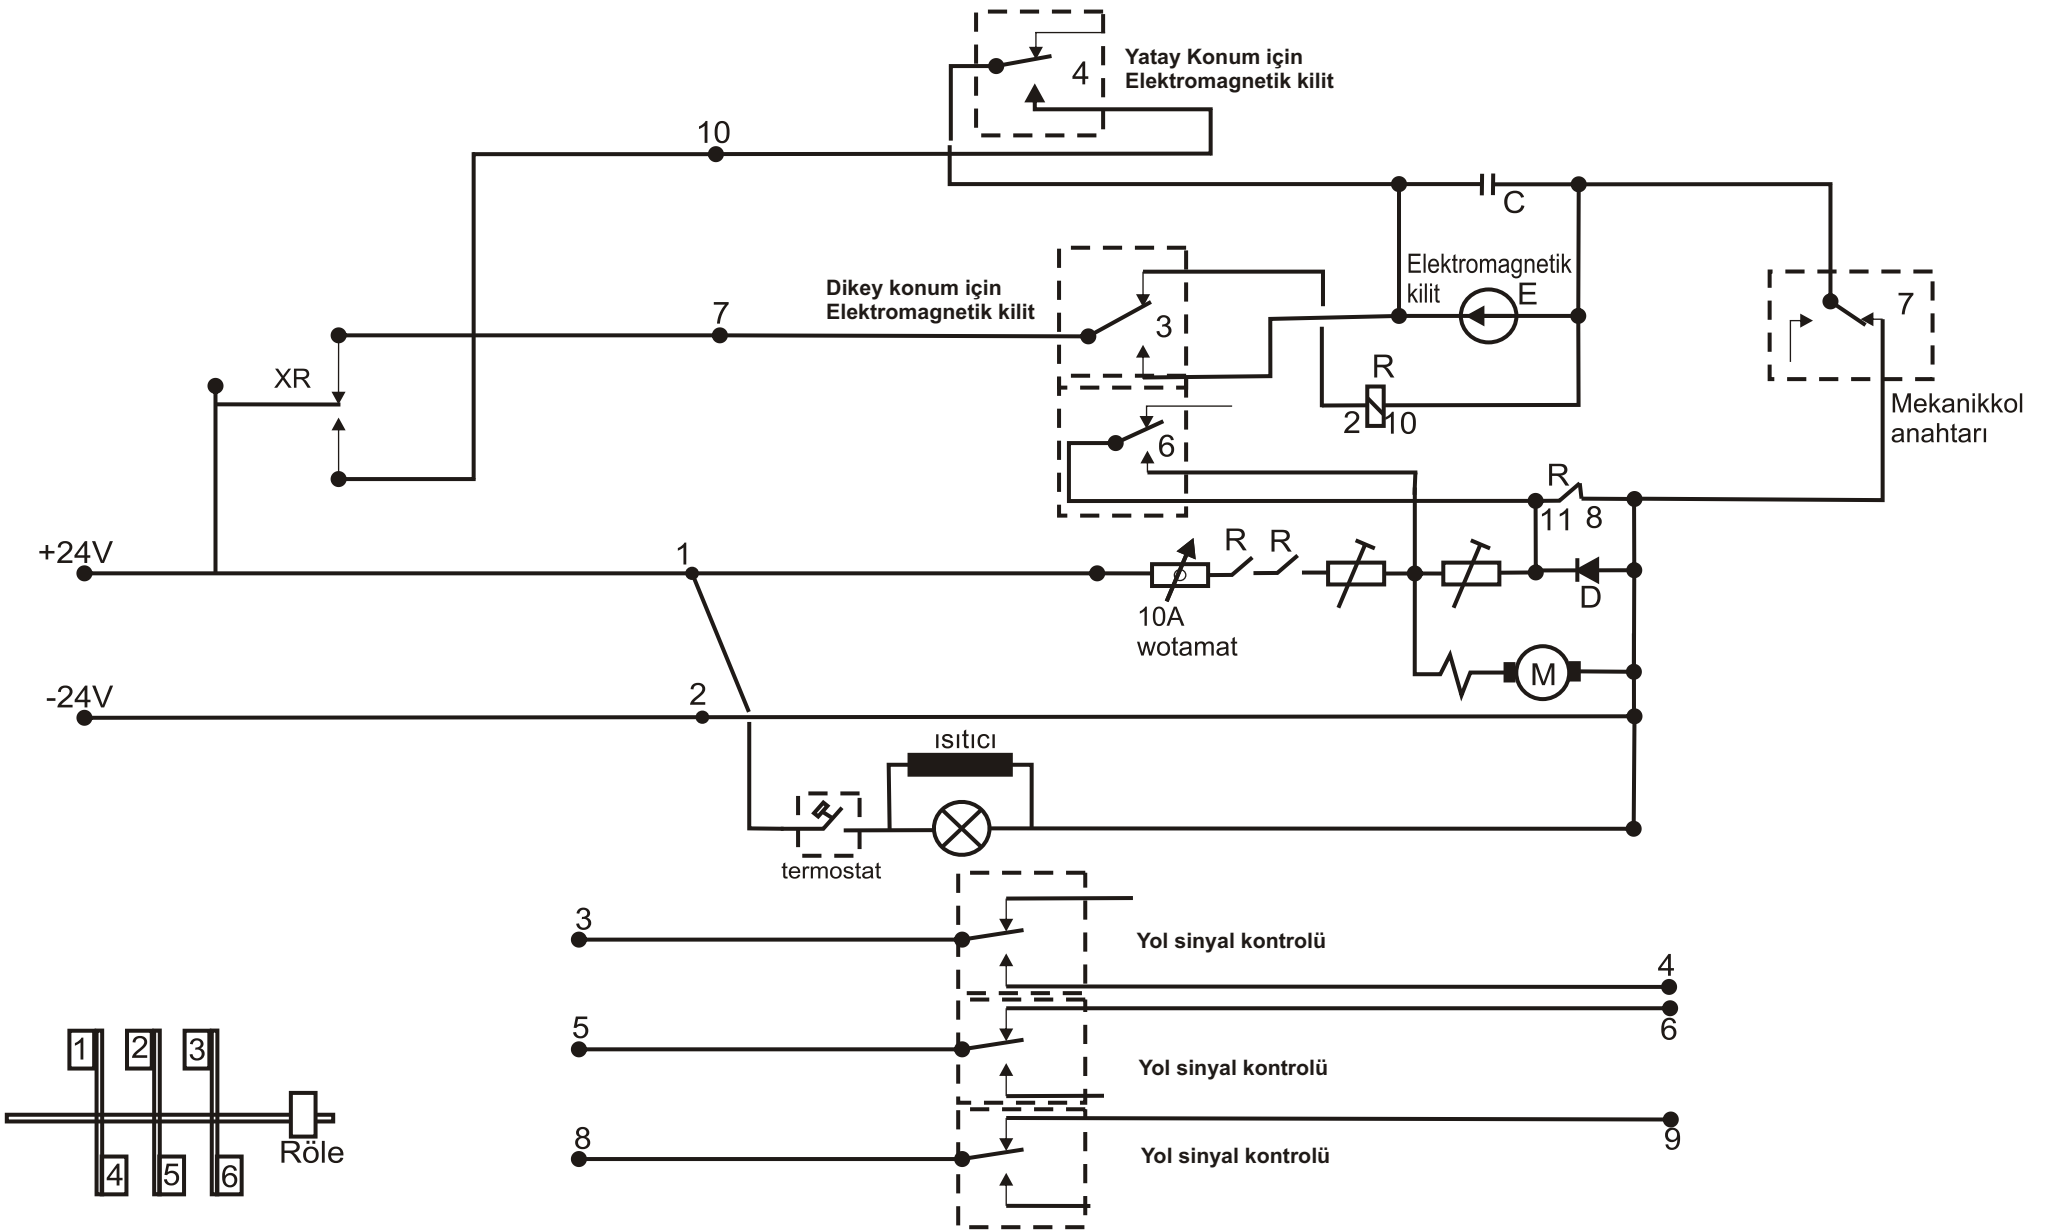 4
Yatay Konum için
Elektromagnetik kilit
10
C
Dikey konum için
Elektromagnetik kilit
7
3
Elektromagnetik
kilit
E
7
XR
R
2
10
Mekanikkol
anahtarı
6
R
11
8
+24V
1
R
R
10A
wotamat
D
-24V
2
M
ısıtıcı
termostat
3
Yol sinyal kontrolü
4
5
6
Yol sinyal kontrolü
8
9
Yol sinyal kontrolü
1
2
3
Röle
4
5
6